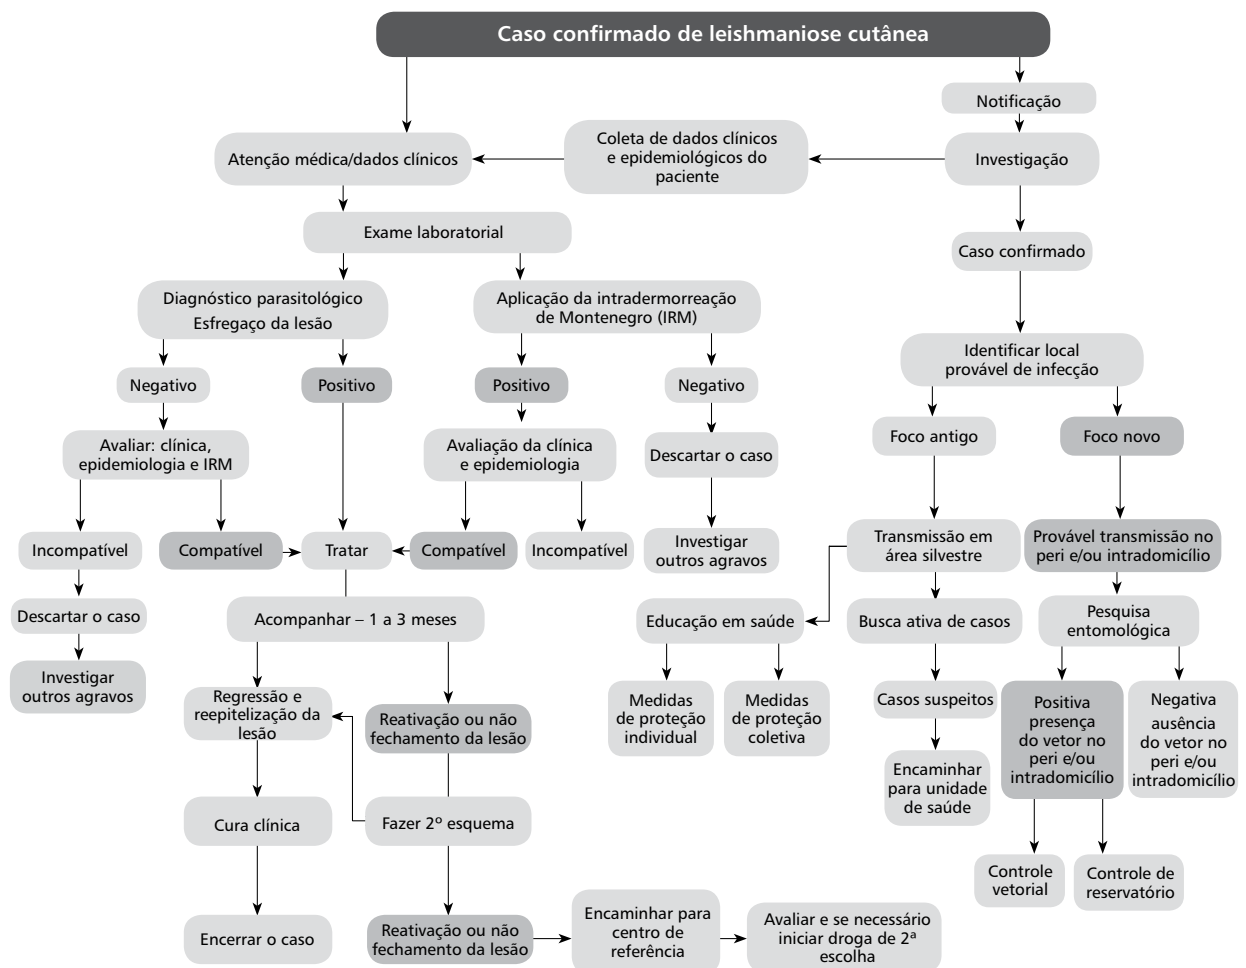 Caso confirmado de leishmaniose cutânea
Notificação
Atenção médica/dados clínicos
Coleta de dados clínicos
e epidemiológicos do
paciente
Investigação
Exame laboratorial
Caso confirmado
Diagnóstico parasitológico
Esfregaço da lesão
Aplicação da intradermorreação
de Montenegro (IRM)
Identificar local
provável de infecção
Negativo
Positivo
Positivo
Negativo
Foco antigo
Foco novo
Avaliar: clínica,
epidemiologia e IRM
Avaliação da clínica
e epidemiologia
Descartar o caso
Incompatível
Compatível
Tratar
Compatível
Incompatível
Investigar
outros agravos
Transmissão em
área silvestre
Provável transmissão no
peri e/ou intradomicílio
Descartar o caso
Acompanhar – 1 a 3 meses
Educação em saúde
Busca ativa de casos
Pesquisa
entomológica
Investigar
outros agravos
Regressão e
reepitelização da
lesão
Reativação ou não
fechamento da lesão
Medidas
de proteção
individual
Medidas
de proteção
coletiva
Casos suspeitos
Positiva
presença
do vetor no
peri e/ou
intradomicílio
Negativa
ausência
do vetor no
peri e/ou
intradomicílio
Encaminhar
para unidade
de saúde
Cura clínica
Fazer 2º esquema
Controle
vetorial
Controle de
reservatório
Encerrar o caso
Reativação ou não
fechamento da lesão
Encaminhar para
centro de
referência
Avaliar e se necessário
iniciar droga de 2ª
escolha